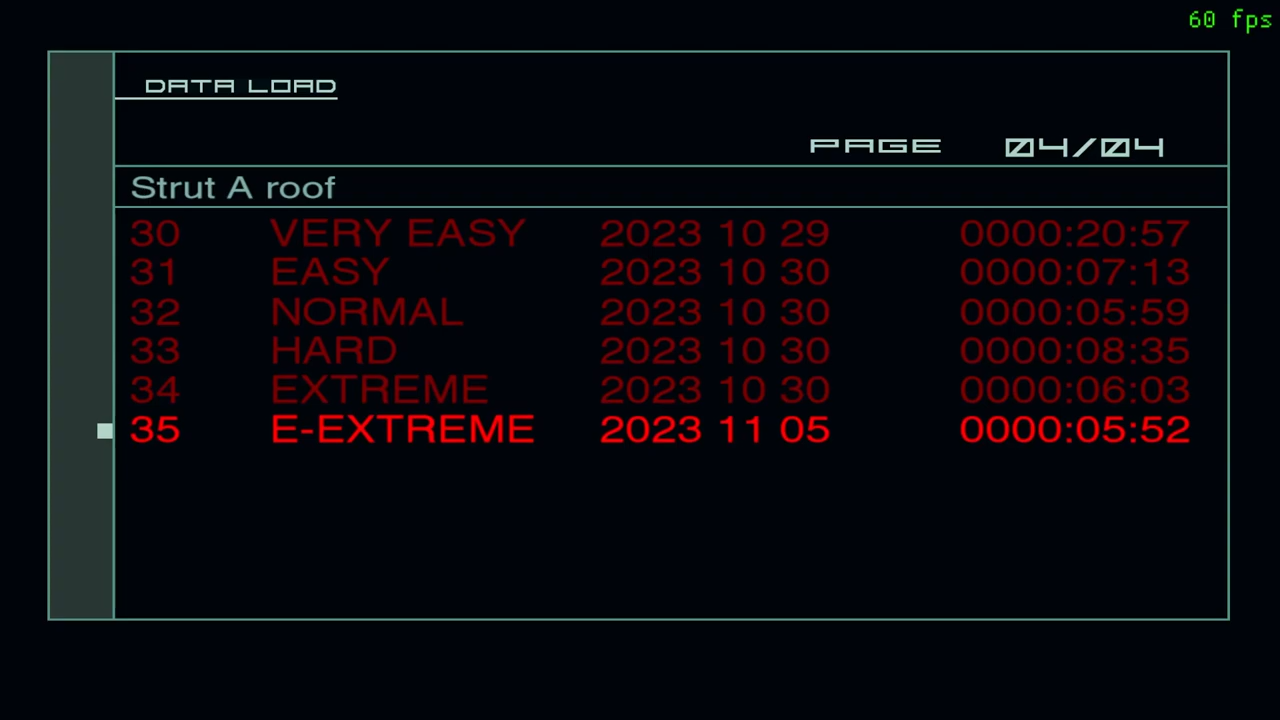 60 fps
DATA LOAD
PAGE 04/04
Strut A roof
30 VERY EASY 2023 10 29 0000:20:57
31 EASY 2023 10 30 0000:07:13
32 NORMAL 2023 10 30 0000:05:59
33 HARD 2023 10 30 0000:08:35
34 EXTREME 2023 10 30 0000:06:03
35 E-EXTREME 2023 11 05 0000:05:52